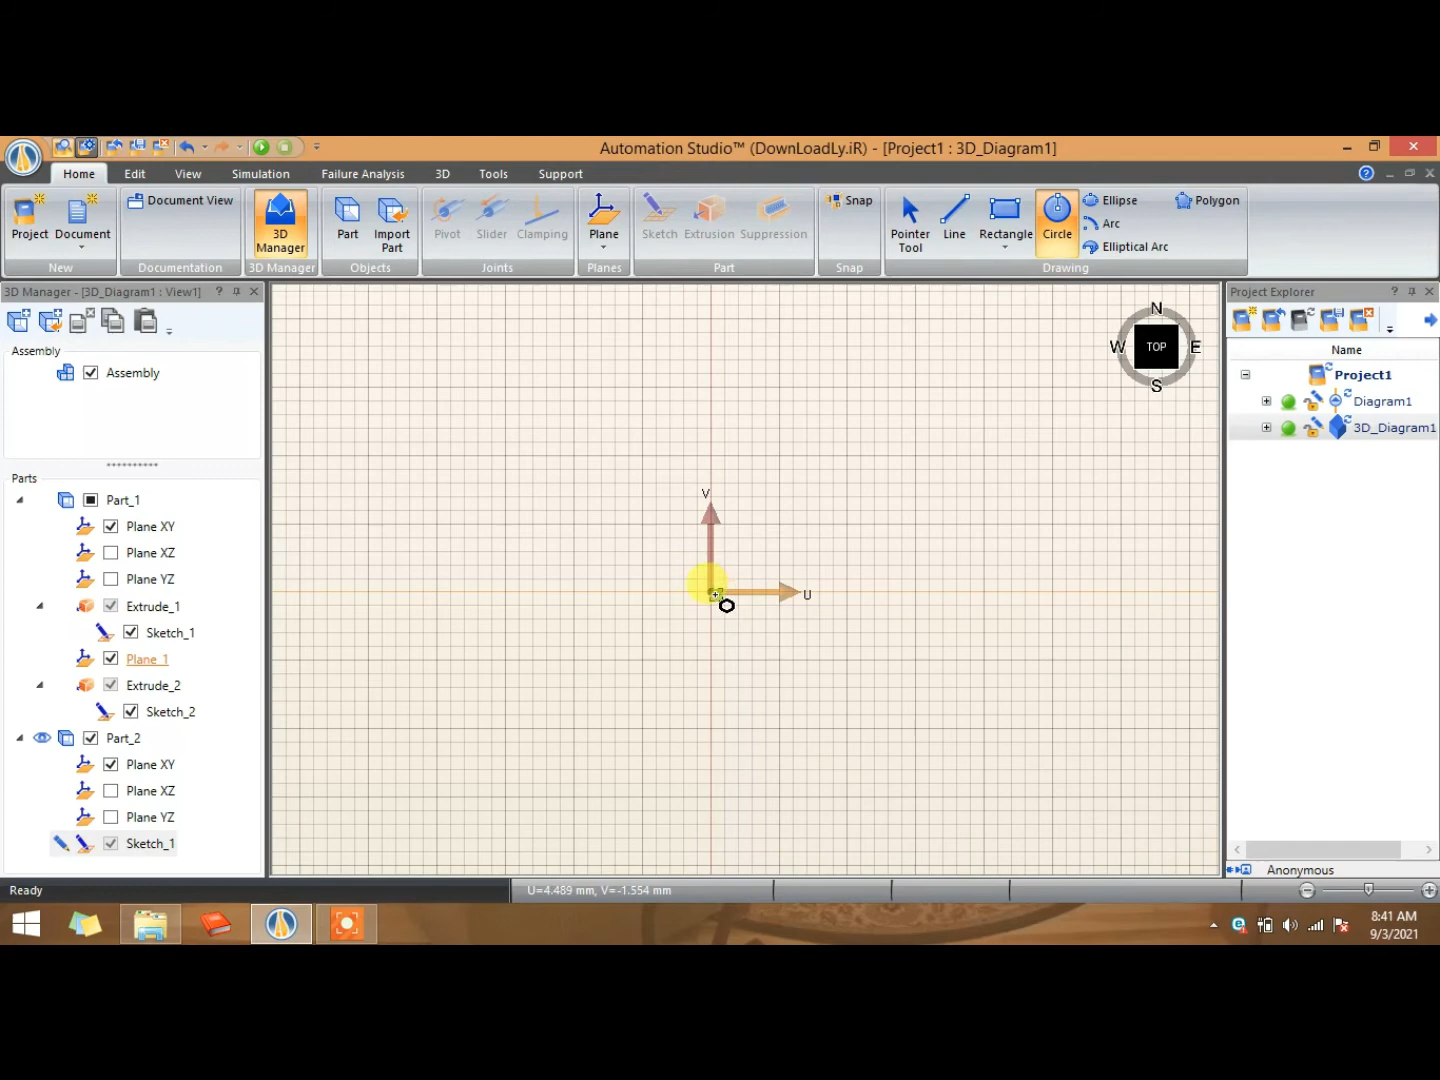 Automation Studio™ (DownLoadLy.iR) - [Project1 : 3D_Diagram1]
Home Edit View Simulation Failure Analysis 3D Tools Support
Project Document
New
Document View
Documentation
3D Manager
3D Manager
Part Import Part
Objects
Pivot Slider Clamping
Joints
Plane
Planes
Sketch Extrusion Suppression
Part
Snap
Snap
Pointer Tool Line Rectangle Circle
Ellipse Polygon
Arc
Elliptical Arc
Drawing
3D Manager - [3D_Diagram1 : View1]
Assembly
Assembly
Parts
Part_1
Plane XY
Plane XZ
Plane YZ
Extrude_1
Sketch_1
Plane_1
Extrude_2
Sketch_2
Part_2
Plane XY
Plane XZ
Plane YZ
Sketch_1
V
U
N
W TOP E
S
Project Explorer
Name
Project1
Diagram1
3D_Diagram1
Anonymous
Ready U=4.489 mm, V=-1.554 mm
8:41 AM
9/3/2021